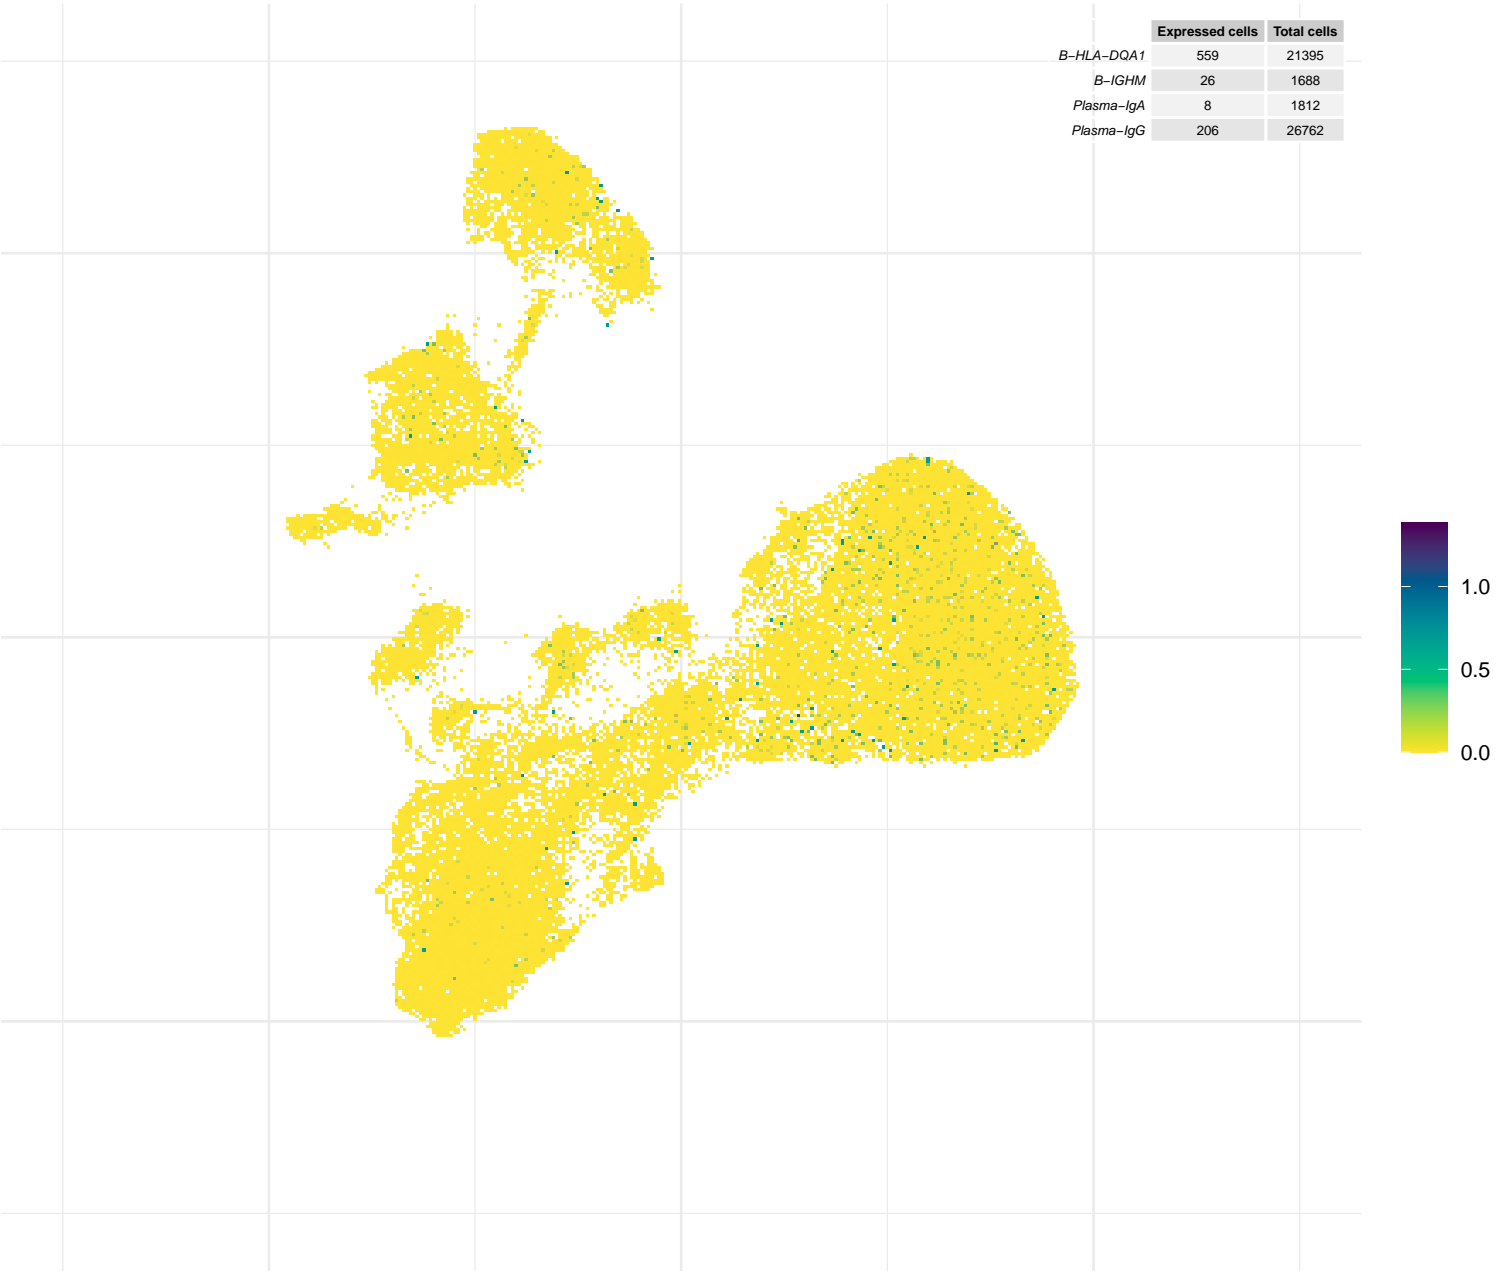 Expressed cells Total cells
B−HLA−DQA1 559 21395
B−IGHM 26 1688
Plasma−IgA 8 1812
Plasma−IgG 206 26762
1.0
0.5
0.0